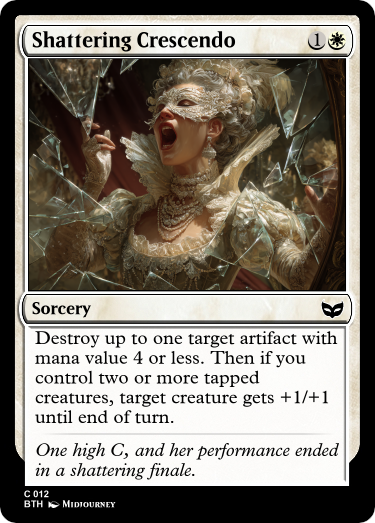 Shattering Crescendo 1
Sorcery
Destroy up to one target artifact with
mana value 4 or less. Then if you
control two or more tapped
creatures, target creature gets +1/+1
until end of turn.
One high C, and her performance ended
in a shattering finale.
C 012
BTH Midjourney